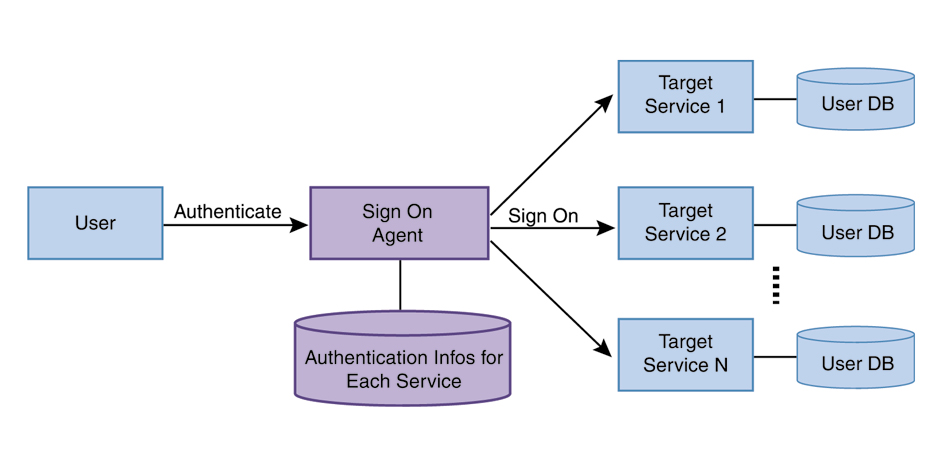 User
Authenticate
Sign On
Agent
Authentication Infos for
Each Service
Sign On
Target
Service 1
User DB
Target
Service 2
User DB
Target
Service N
User DB